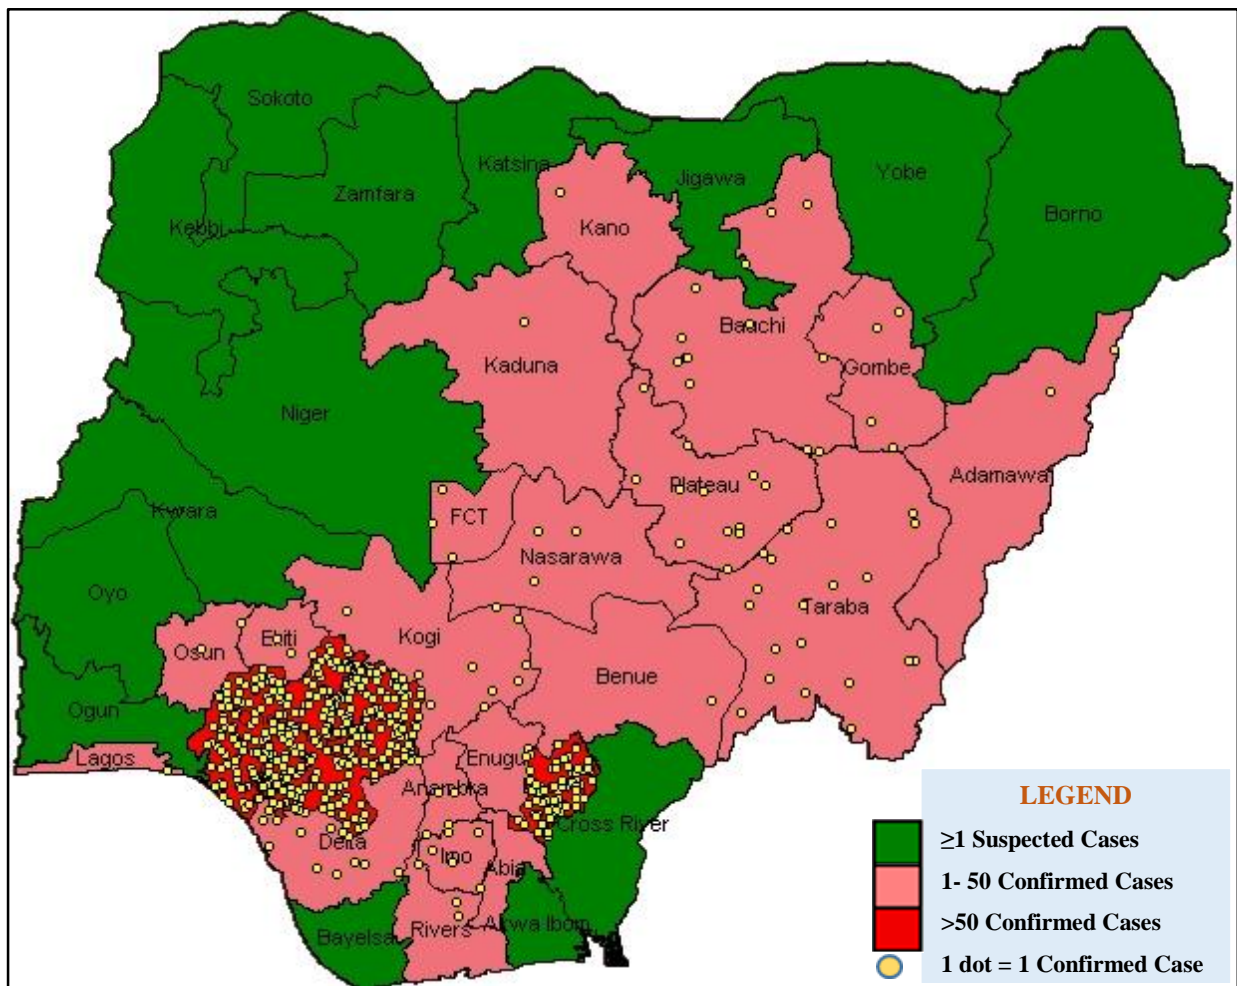 Sokoto
Katsina
Jigawa
Yobe
Zamfara
Borno
Kebbi
Kano
Bauchi
Kaduna
Gombe
Niger
Adamawa
Plateau
Kwara
FCT
Nasarawa
Oyo
Taraba
Ekiti
Kogi
Osun
Benue
Ogun
Lagos
Enugu
Anambra
Cross River
Delta
Imo
Abia
Rivers
Akwa Ibom
Bayelsa
LEGEND
≥1 Suspected Cases
1- 50 Confirmed Cases
>50 Confirmed Cases
1 dot = 1 Confirmed Case